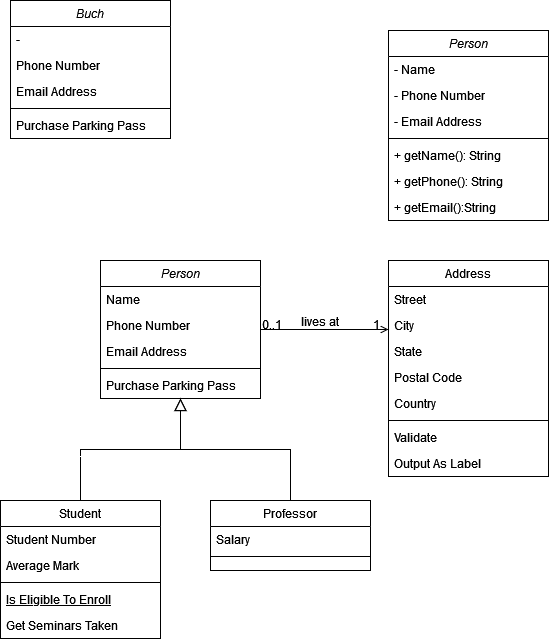 Buch
-
Phone Number
Email Address
Purchase Parking Pass
Person
- Name
- Phone Number
- Email Address
+ getName(): String
+ getPhone(): String
+ getEmail():String
Person
Name
Phone Number
Email Address
Purchase Parking Pass
0..1
lives at
1
Address
Street
City
State
Postal Code
Country
Validate
Output As Label
Student
Student Number
Average Mark
Is Eligible To Enroll
Get Seminars Taken
Professor
Salary